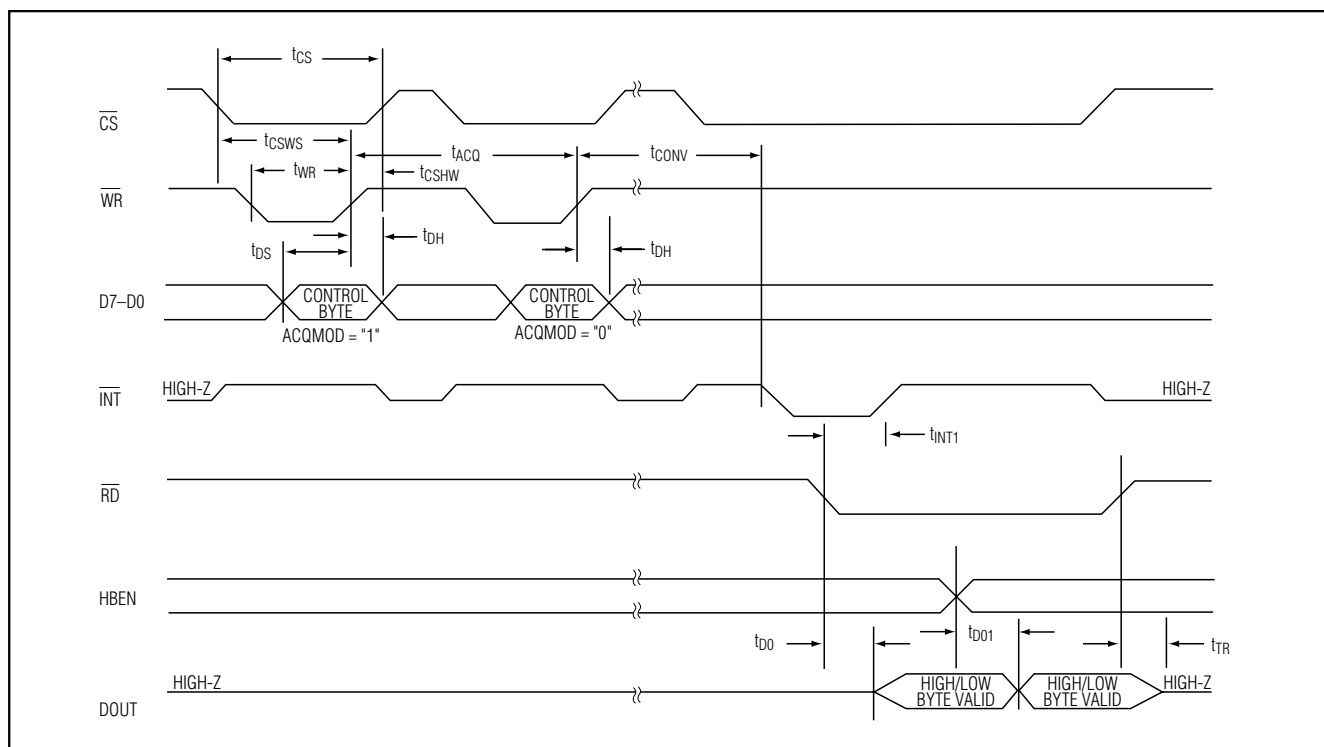 tCS
CS
tCSWS
tACQ
tCONV
tWR
tCSHW
WR
tDS
tDH
tDH
D7–D0
CONTROL
BYTE
CONTROL
BYTE
ACQMOD = "1"
ACQMOD = "0"
INT
HIGH-Z
HIGH-Z
tINT1
RD
HBEN
tD0
tD01
tTR
DOUT
HIGH-Z
HIGH/LOW
BYTE VALID
HIGH/LOW
BYTE VALID
HIGH-Z